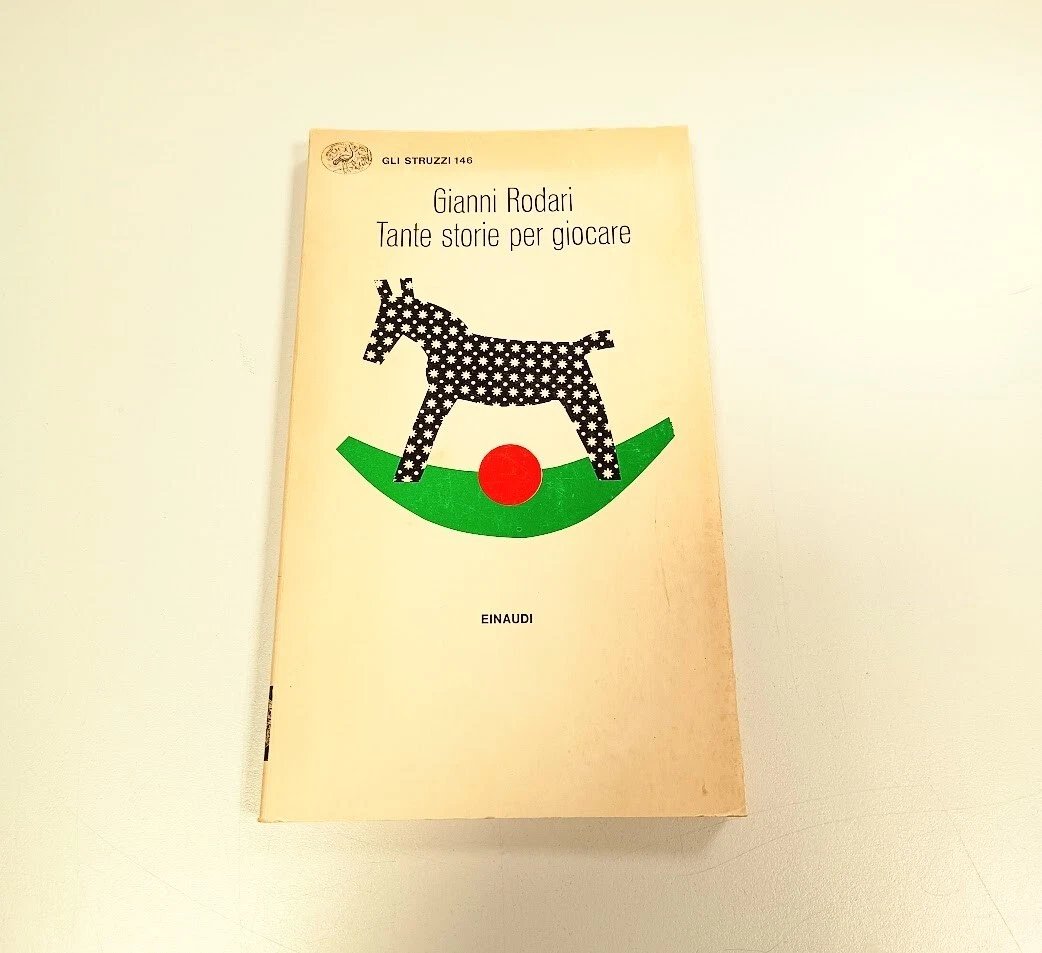 GLI STRUZZI 146
Gianni Rodari
Tante storie per giocare
EINAUDI